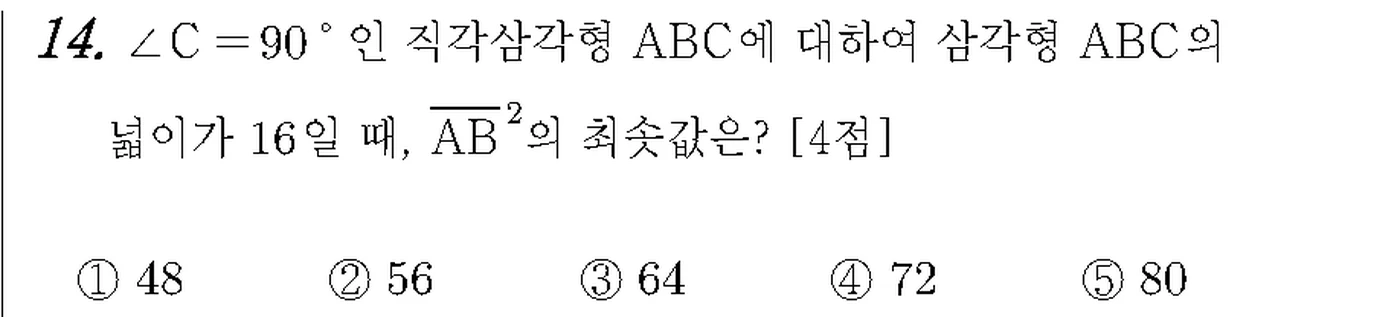 14. ∠C = 90°인 직각삼각형 ABC에 대하여 삼각형 ABC의
넓이가 16일 때, \overline{AB}²의 최솟값은? [4점]
① 48 ② 56 ③ 64 ④ 72 ⑤ 80